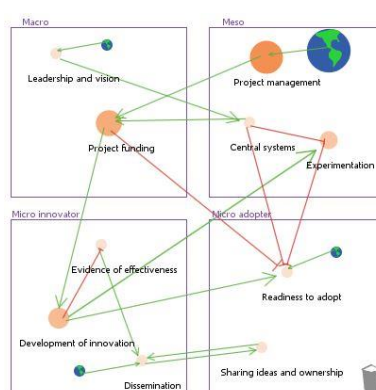 Macro
Meso
Leadership and vision
Project management
Project funding
Central systems
Experimentation
Micro innovator
Micro adopter
Evidence of effectiveness
Readiness to adopt
Development of innovation
Sharing ideas and ownership
Dissemination